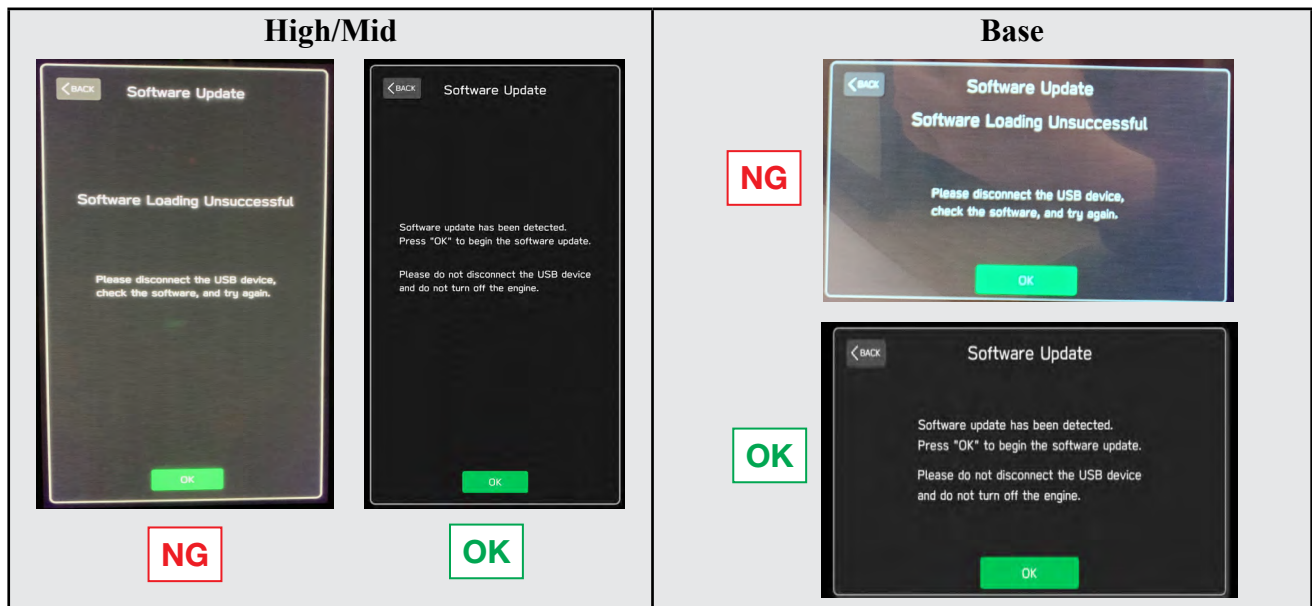 High/Mid
BACK
Software Update
Software Loading Unsuccessful
Please disconnect the USB device,
check the software, and try again.
OK
NG
BACK
Software Update
Software update has been detected.
Press "OK" to begin the software update.
Please do not disconnect the USB device
and do not turn off the engine.
OK
OK
Base
NG
BACK
Software Update
Software Loading Unsuccessful
Please disconnect the USB device,
check the software, and try again.
OK
OK
BACK
Software Update
Software update has been detected.
Press "OK" to begin the software update.
Please do not disconnect the USB device
and do not turn off the engine.
OK